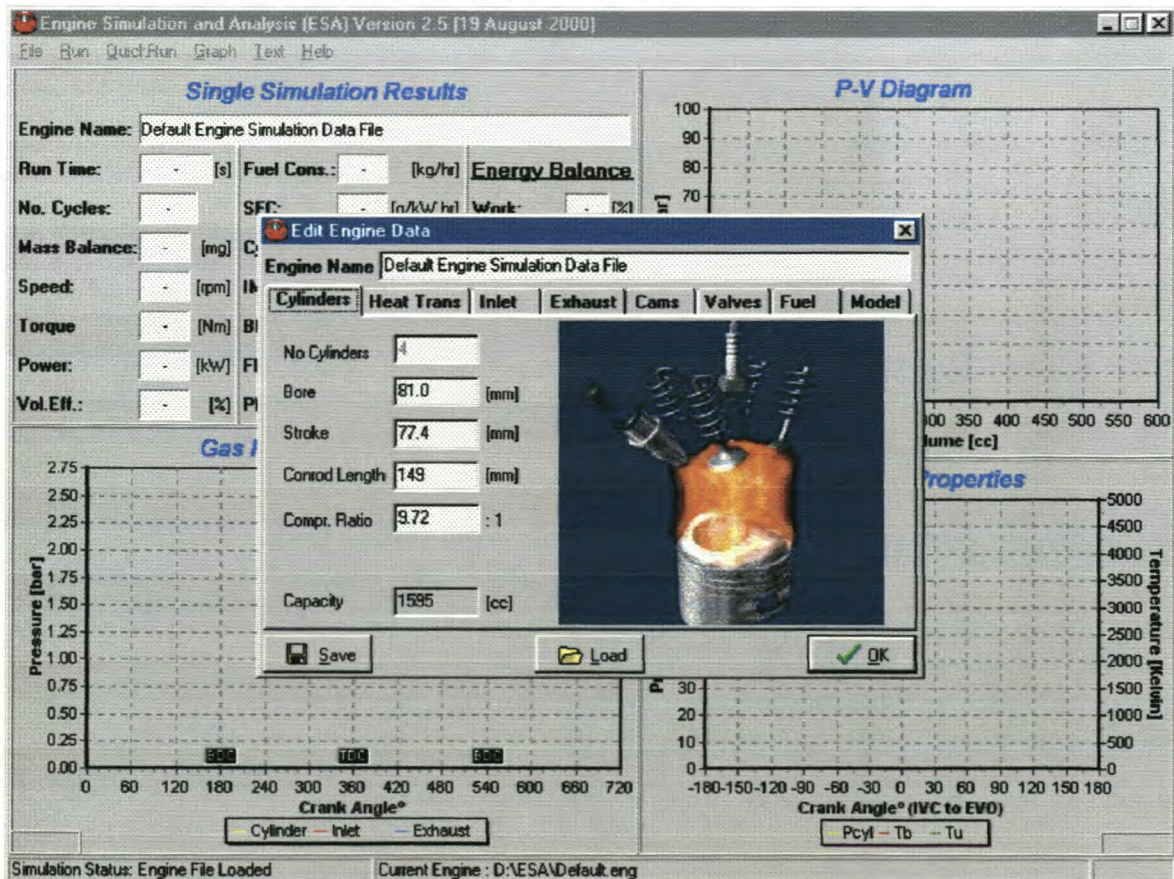 Engine Simulation and Analysis (ESA) Version 2.5 [19 August 2000]
File Run QuickRun Graph Text Help
Single Simulation Results
Engine Name: Default Engine Simulation Data File
Run Time: - [s] Fuel Cons.: - [kg/hr] Energy Balance
No. Cycles: - SFC: - [g/kW hr] Work: - [%]
Mass Balance: - [mg]
Speed: - [rpm]
Torque - [Nm]
Power: - [kW]
Vol.Eff.: - [%]
P-V Diagram
100
90
80
70
300 350 400 450 500 550 600
Edit Engine Data
Engine Name Default Engine Simulation Data File
Cylinders Heat Trans Inlet Exhaust Cams Valves Fuel Model
No Cylinders 4
Bore 81.0 [mm]
Stroke 77.4 [mm]
Conrod Length 149 [mm]
Compr. Ratio 9.72 : 1
Capacity 1595 [cc]
Save Load OK
Gas
Pressure [bar]
2.75
2.50
2.25
2.00
1.75
1.50
1.25
1.00
0.75
0.50
0.25
0.00
BDC TDC BDC
0 60 120 180 240 300 360 420 480 540 600 660 720
Crank Angle°
Cylinder Inlet Exhaust
Properties
30
20
10
0
5000
4500
4000
3500
3000
2500
2000
1500
1000
500
0
Temperature [Kelvin]
-180 -150 -120 -90 -60 -30 0 30 60 90 120 150 180
Crank Angle° (IVC to EVO)
Pcyl Tb Tu
Simulation Status: Engine File Loaded Current Engine : D:\ESA\Default.eng